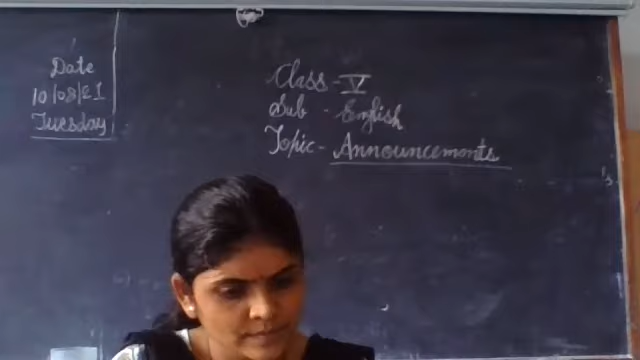 Date
10/08/21
Tuesday
Class - V
Sub - English
Topic - Announcements